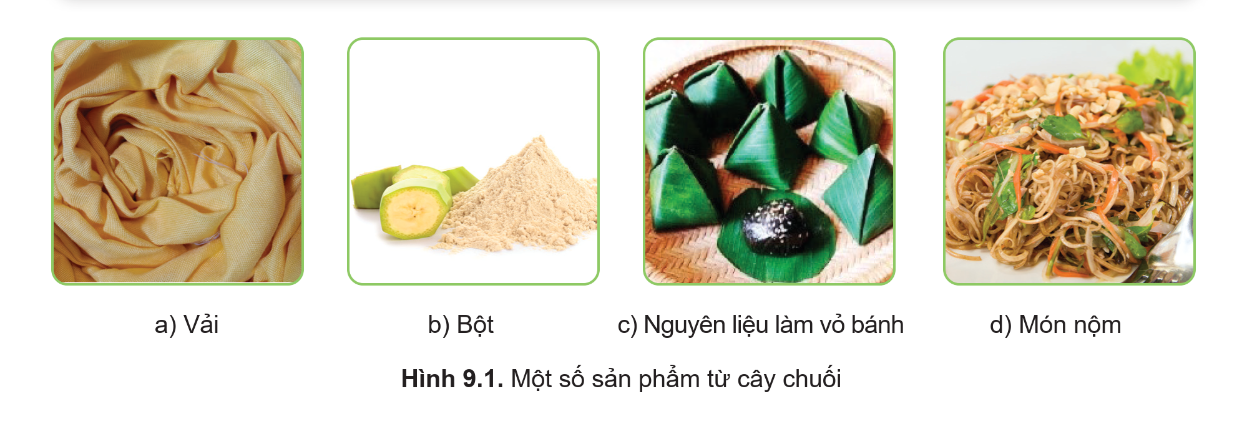 a) Vải
b) Bột
c) Nguyên liệu làm vỏ bánh
d) Món nộm
Hình 9.1. Một số sản phẩm từ cây chuối